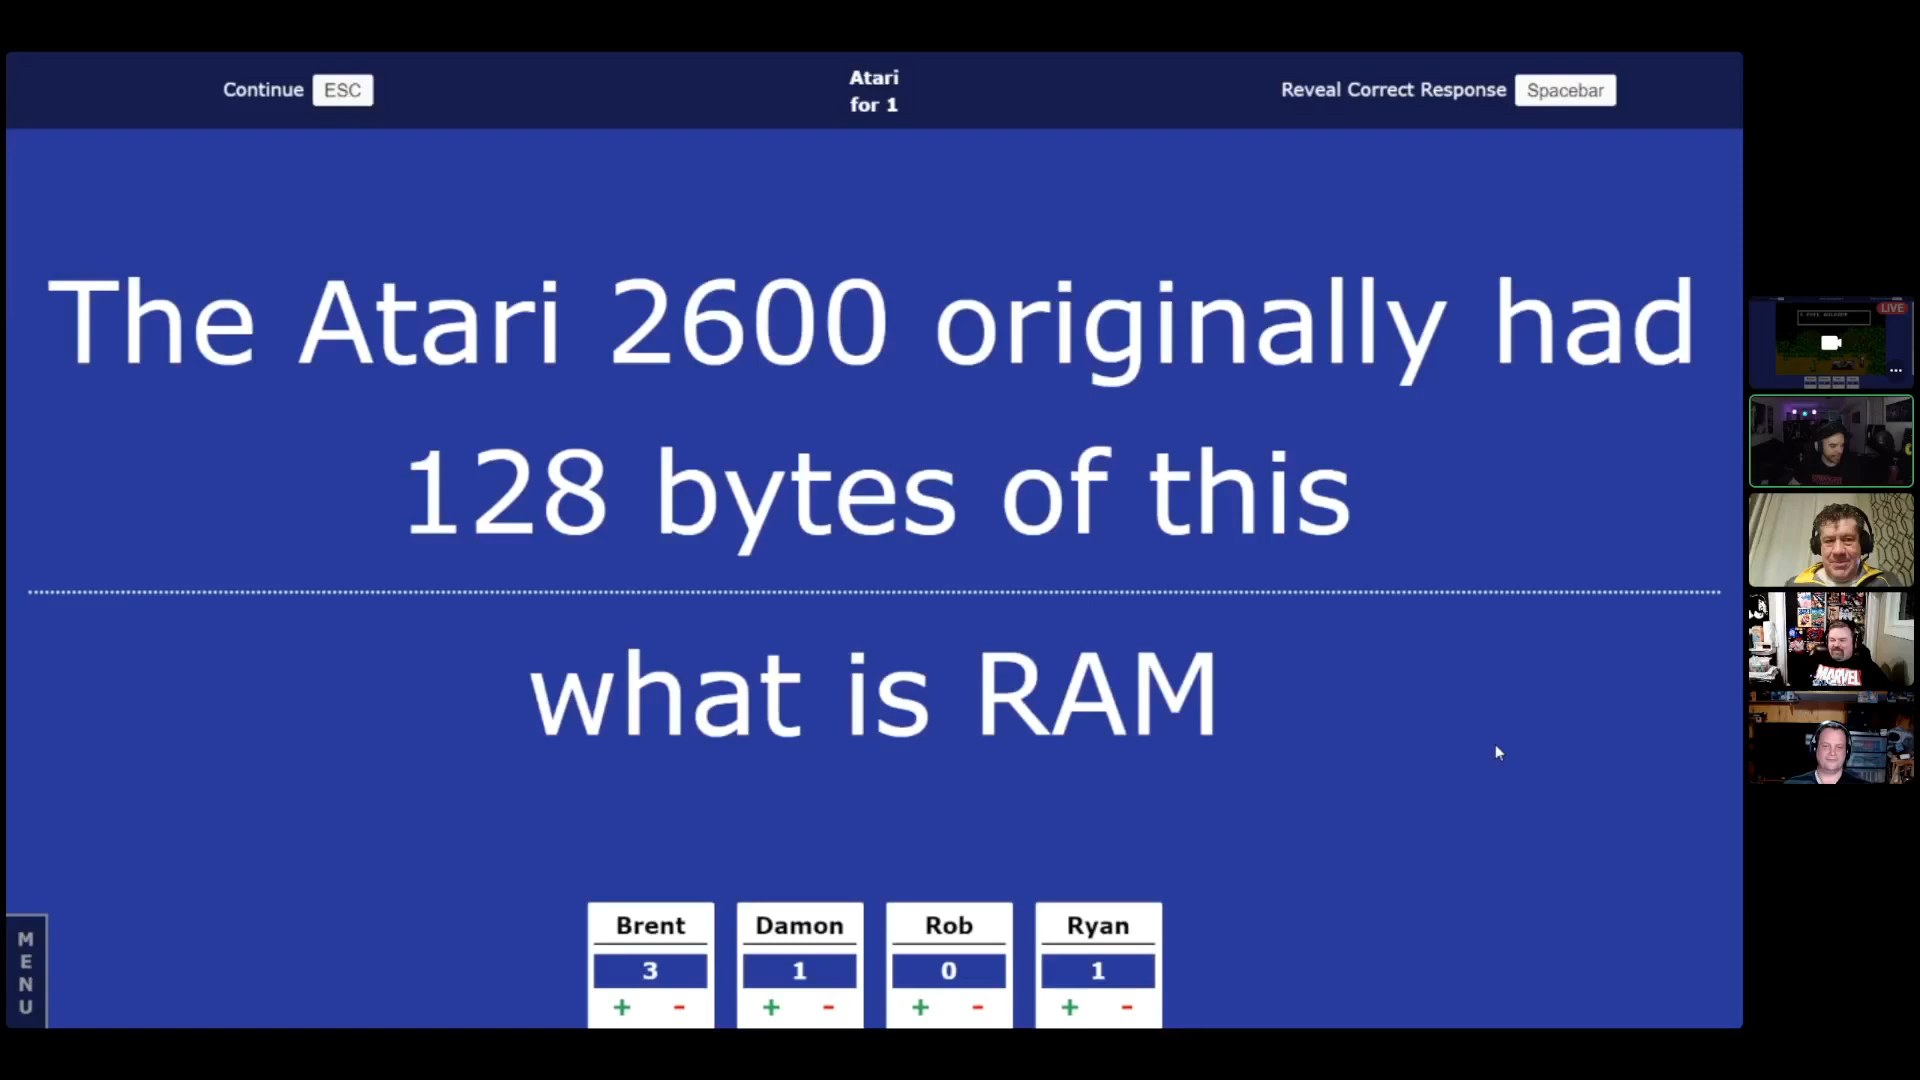 Continue ESC
Atari
for 1
Reveal Correct Response Spacebar
The Atari 2600 originally had
128 bytes of this
what is RAM
LIVE
MARVEL
MENU
Brent Damon Rob Ryan
3 1 0 1
+ - + - + - + -